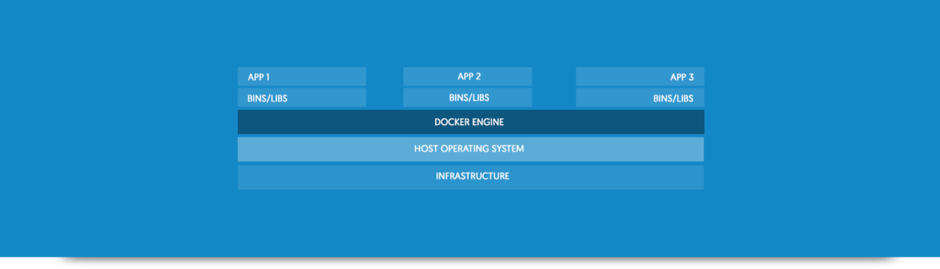 APP 1 APP 2 APP 3
BINS/LIBS BINS/LIBS BINS/LIBS
DOCKER ENGINE
HOST OPERATING SYSTEM
INFRASTRUCTURE